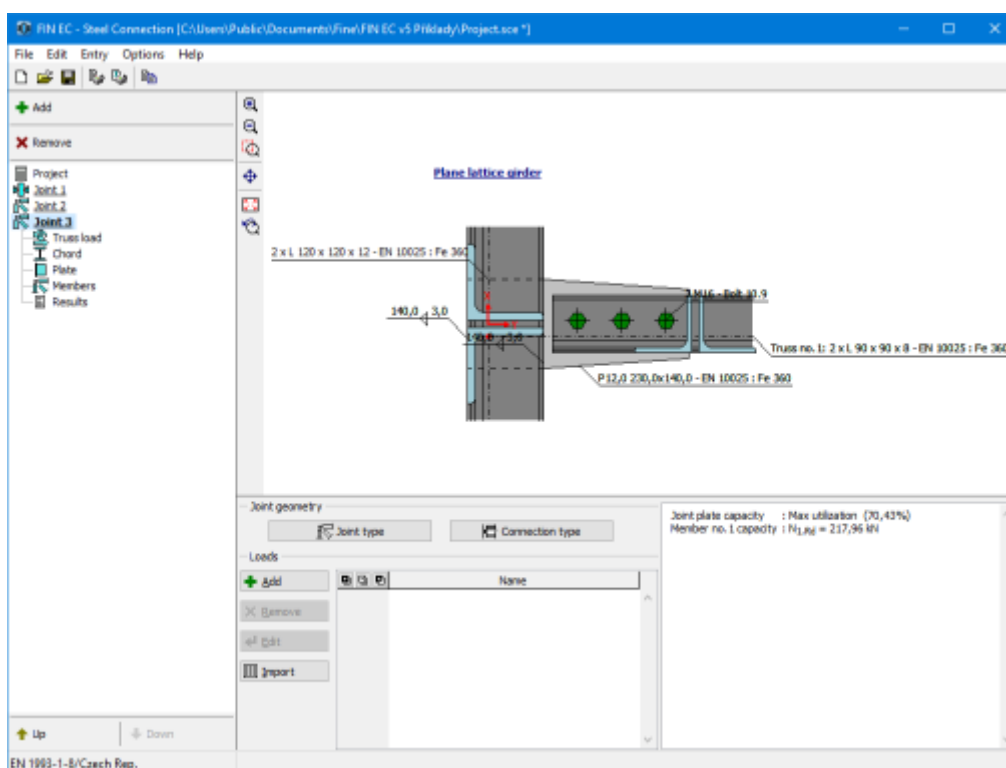 FIN EC - Steel Connection [C:\Users\Public\Documents\Fine\FIN EC v5 Příklady\Project.sce *]
File Edit Entry Options Help
Add
Remove
Project
Joint 1
Joint 2
Joint 3
Truss load
Chord
Plate
Members
Results
Plane lattice girder
2 x L 120 x 120 x 12 - EN 10025 : Fe 360
M16 - Bolt 10.9
140,0 3,0
140,0 3,0
Truss no. 1: 2 x L 90 x 90 x 8 - EN 10025 : Fe 360
P12,0 230,0x140,0 - EN 10025 : Fe 360
Joint geometry
Joint type
Connection type
Loads
Add
Remove
Edit
Import
Name
Joint plate capacity : Max utilization (70,43%)
Member no. 1 capacity : N1,Rd = 217,96 kN
Up
Down
EN 1993-1-8/Czech Rep.